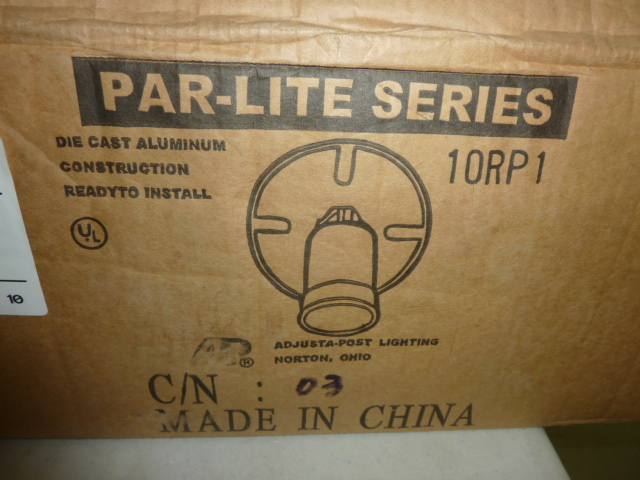 PAR-LITE SERIES
DIE CAST ALUMINUM
CONSTRUCTION
READYTO INSTALL
10RP1
UL
10
AP®
ADJUSTA-POST LIGHTING
NORTON, OHIO
C/N : 03
MADE IN CHINA